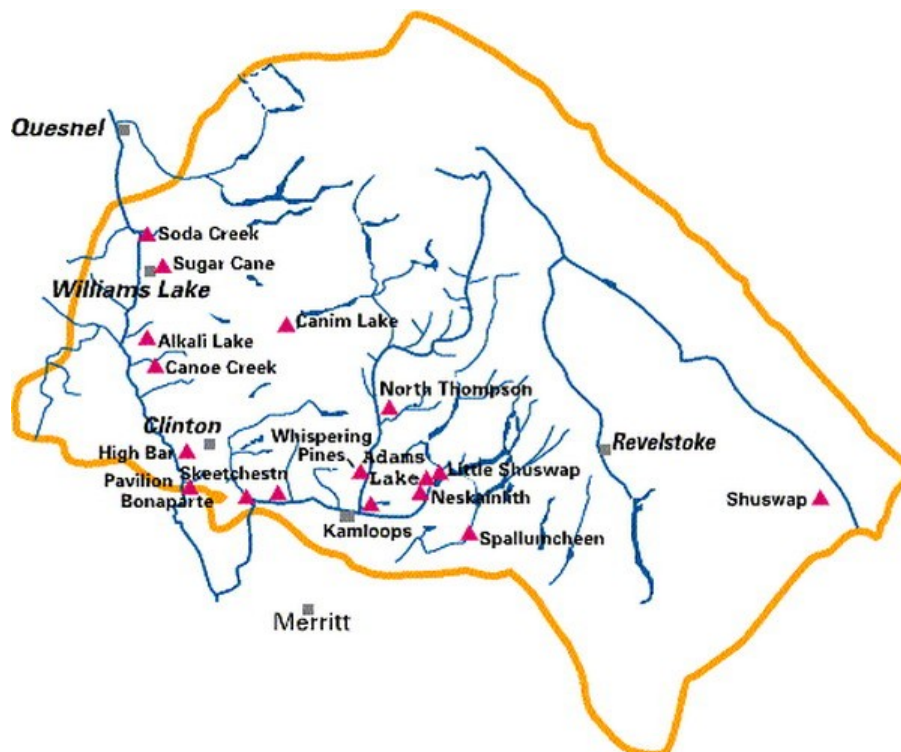 Quesnel
Soda Creek
Sugar Cane
Williams Lake
Canim Lake
Alkali Lake
Canoe Creek
North Thompson
Clinton
Whispering
Pines
Revelstoke
High Bar
Adams
Lake
Skeetchestn
Little Shuswap
Pavilion
Bonaparte
Neskainlith
Shuswap
Kamloops
Spallumcheen
Merritt